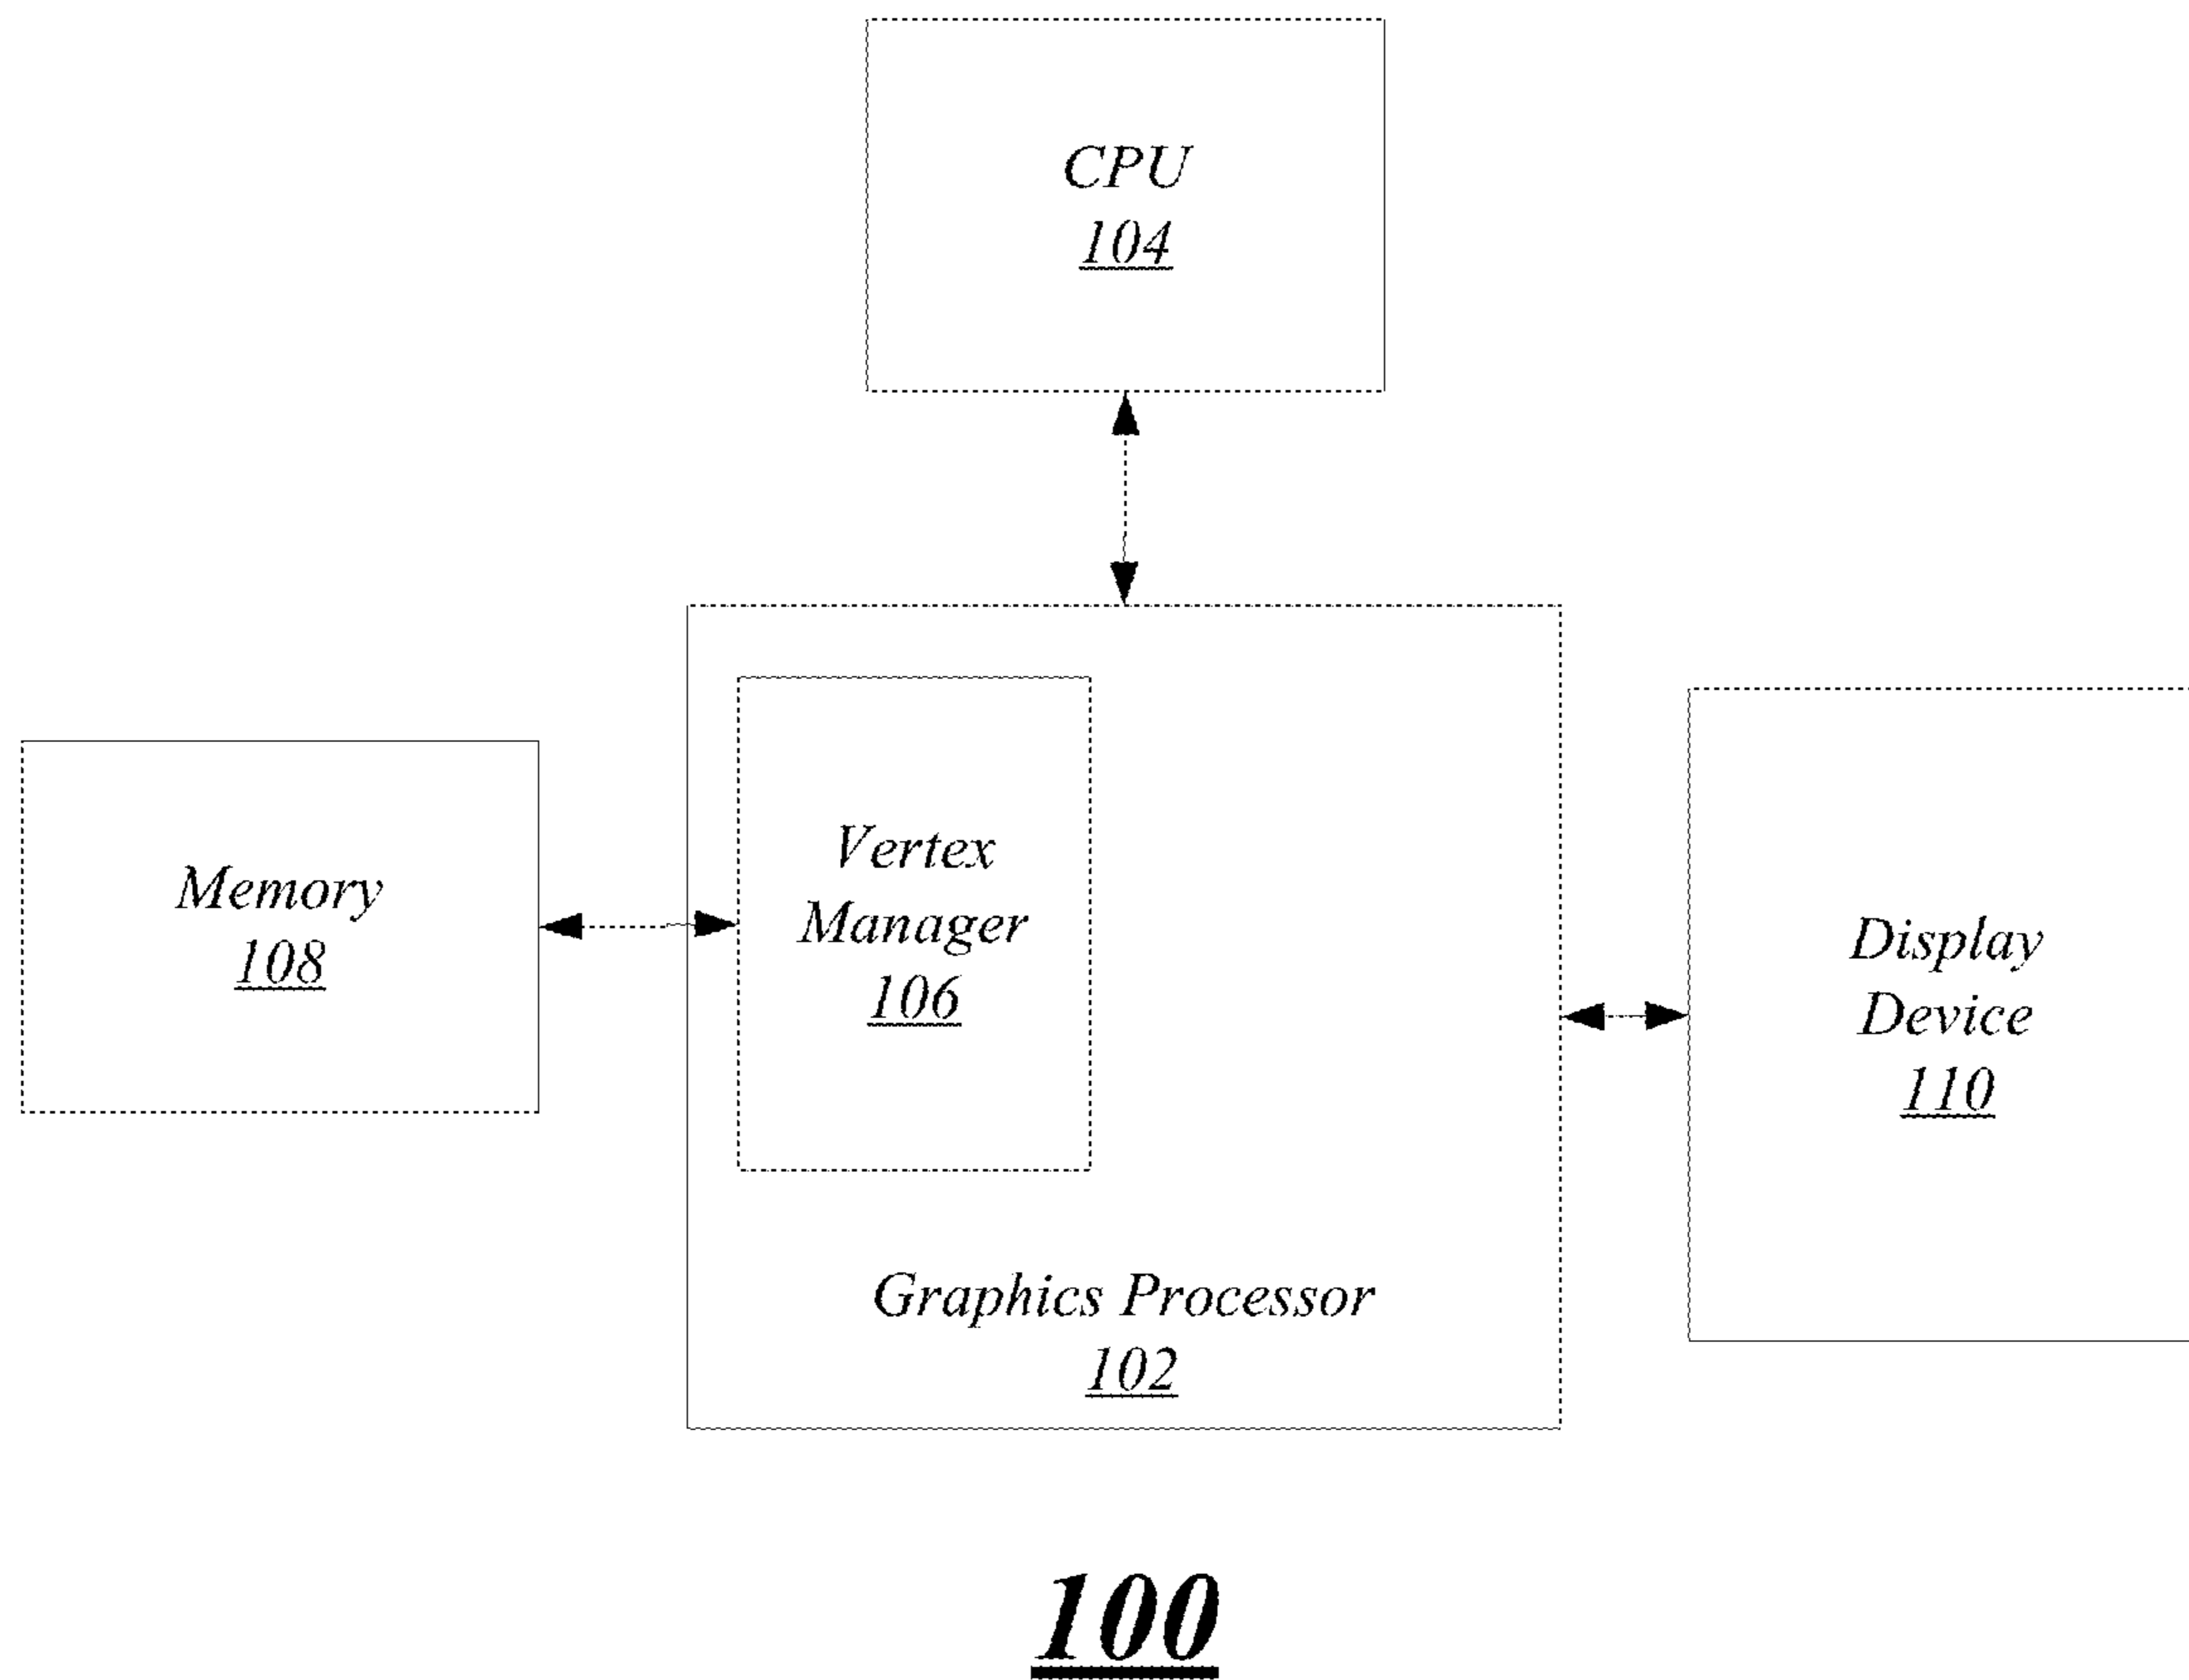 CPU
104
Memory
108
Vertex
Manager
106
Display
Device
110
Graphics Processor
102
100